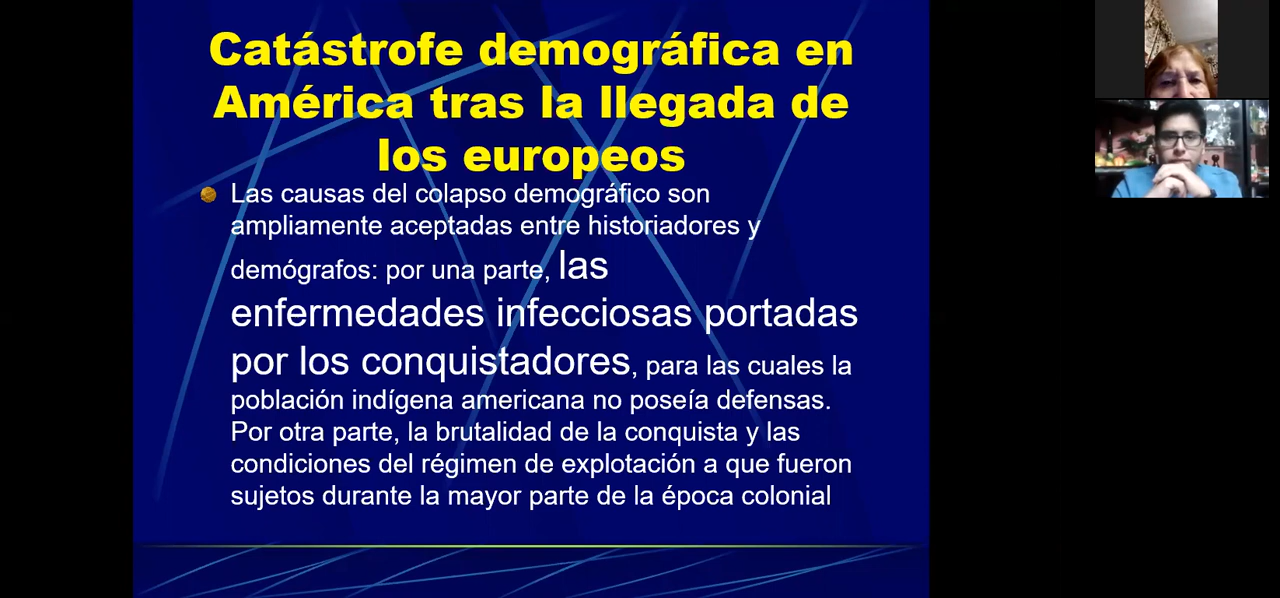 Catástrofe demográfica en
América tras la llegada de
los europeos
Las causas del colapso demográfico son
ampliamente aceptadas entre historiadores y
demógrafos: por una parte, las
enfermedades infecciosas portadas
por los conquistadores, para las cuales la
población indígena americana no poseía defensas.
Por otra parte, la brutalidad de la conquista y las
condiciones del régimen de explotación a que fueron
sujetos durante la mayor parte de la época colonial